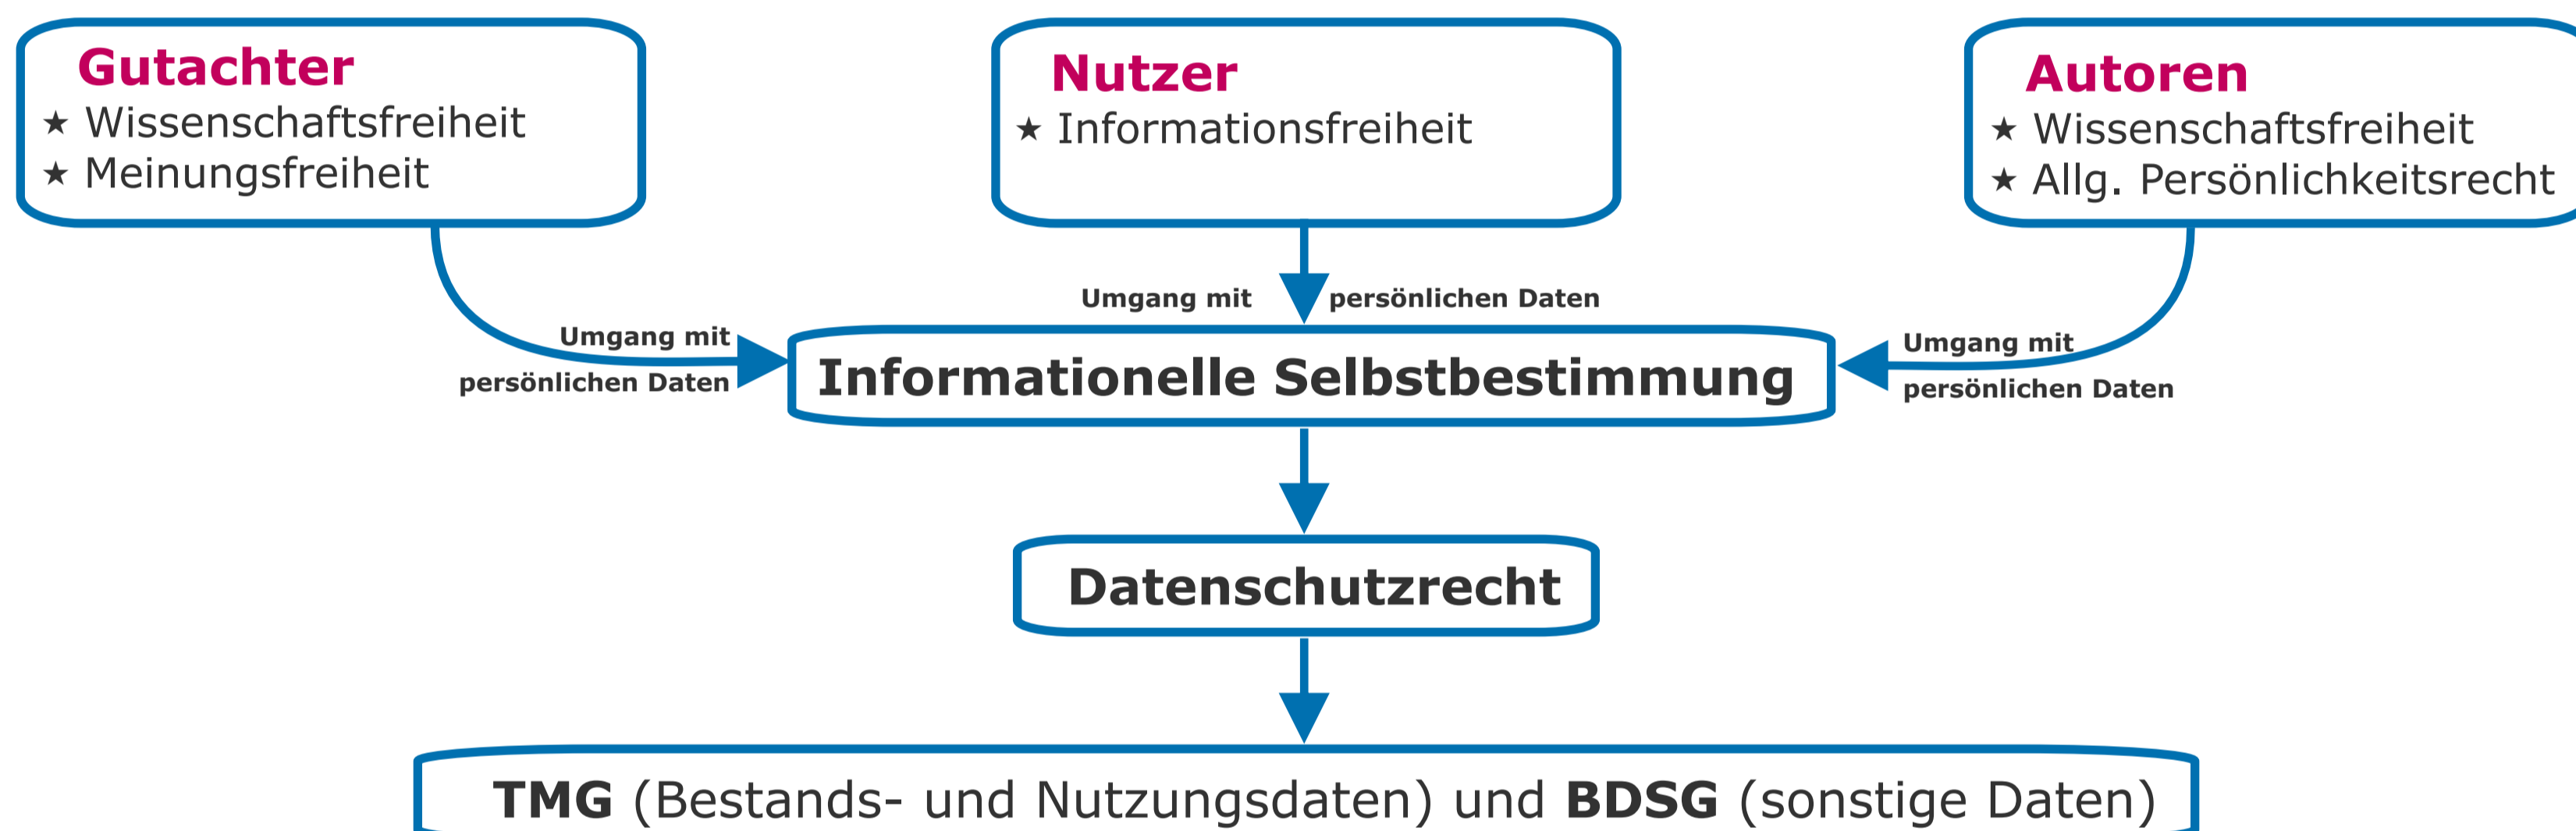 Gutachter
★ Wissenschaftsfreiheit
★ Meinungsfreiheit
Nutzer
★ Informationsfreiheit
Autoren
★ Wissenschaftsfreiheit
★ Allg. Persönlichkeitsrecht
Umgang mit
persönlichen Daten
Umgang mit persönlichen Daten
Umgang mit
persönlichen Daten
Informationelle Selbstbestimmung
Datenschutzrecht
TMG (Bestands- und Nutzungsdaten) und BDSG (sonstige Daten)